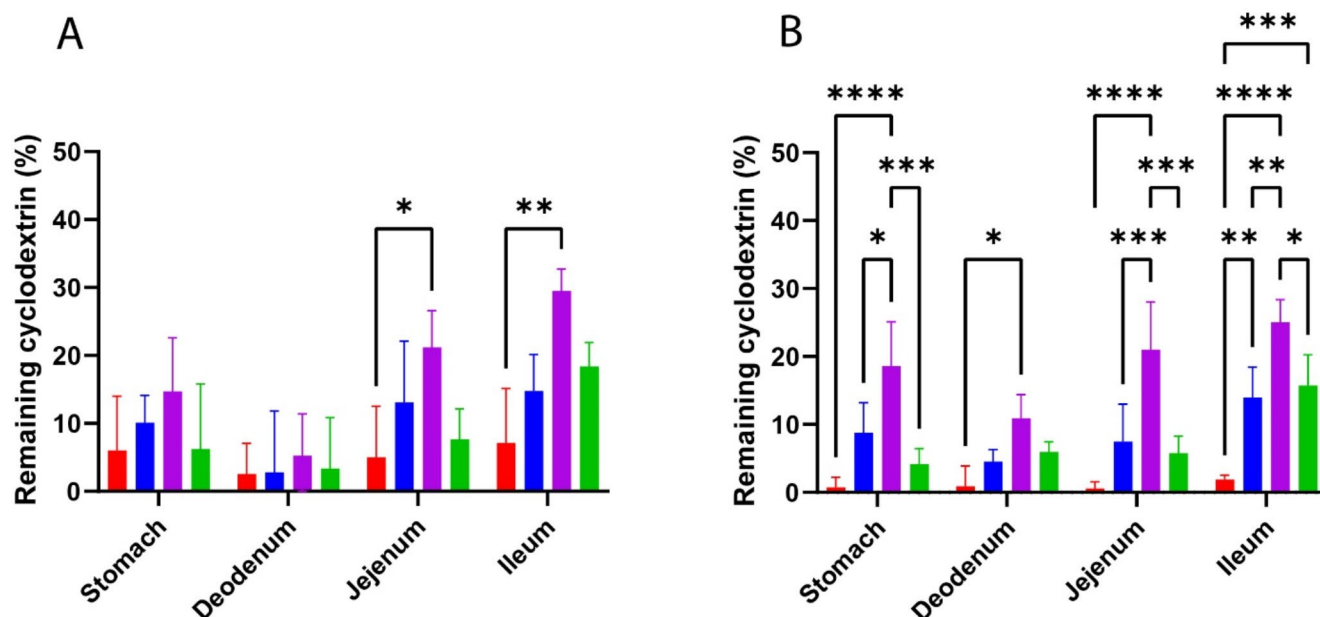 A
Remaining cyclodextrin (%)
50
40
30
20
10
0
*
**
Stomach
Deodenum
Jejenum
Ileum
B
Remaining cyclodextrin (%)
50
40
30
20
10
0
****
***
*
*
****
***
***
***
****
**
**
*
Stomach
Deodenum
Jejenum
Ileum